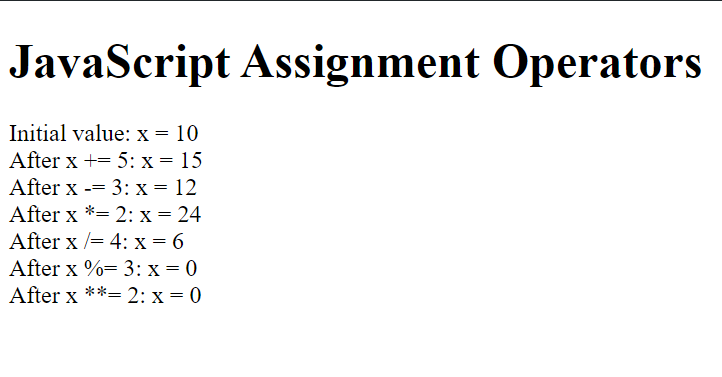 JavaScript Assignment Operators
Initial value: x = 10
After x += 5: x = 15
After x -= 3: x = 12
After x *= 2: x = 24
After x /= 4: x = 6
After x %= 3: x = 0
After x **= 2: x = 0